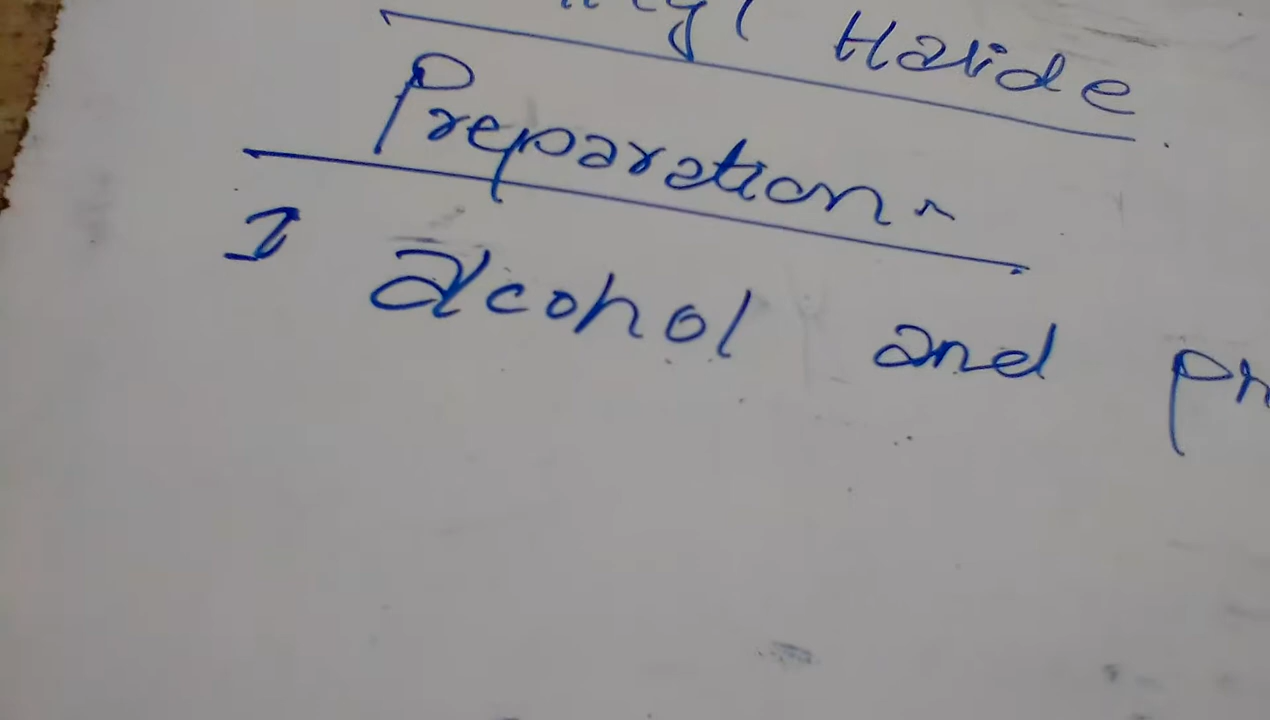 Halide
Preparation -
I alcohol and